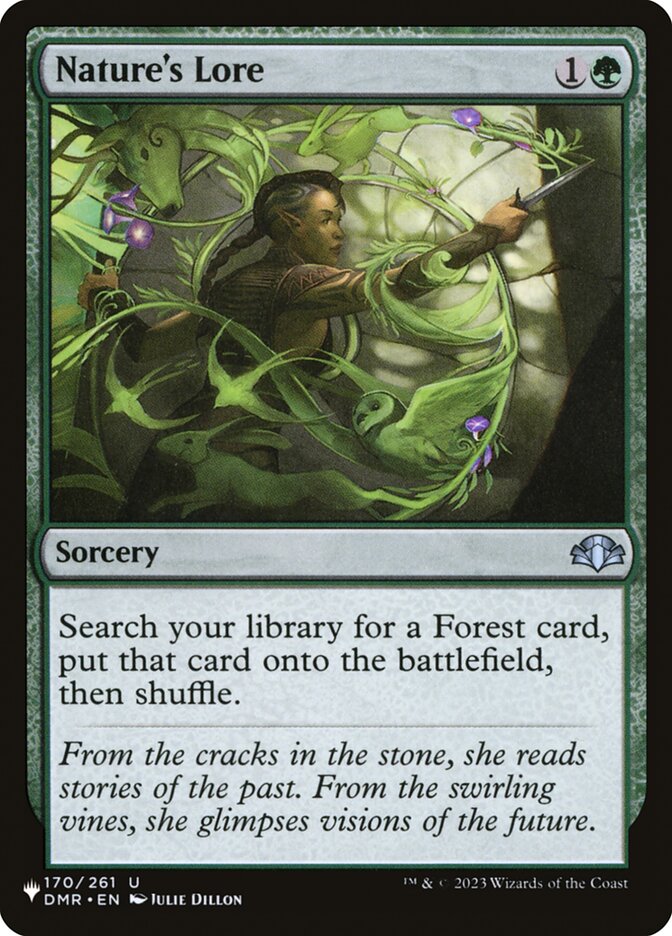 Nature's Lore 1
Sorcery
Search your library for a Forest card,
put that card onto the battlefield,
then shuffle.
From the cracks in the stone, she reads
stories of the past. From the swirling
vines, she glimpses visions of the future.
170/261 U ™ & © 2023 Wizards of the Coast
DMR • EN Julie Dillon